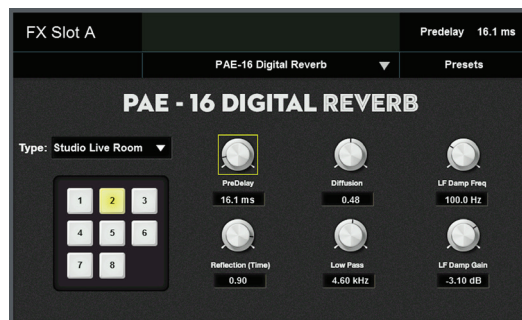 FX Slot A
Predelay 16.1 ms
PAE-16 Digital Reverb
Presets
PAE - 16 DIGITAL REVERB
Type: Studio Live Room
1 2 3
4 5 6
7 8
PreDelay
16.1 ms
Diffusion
0.48
LF Damp Freq
100.0 Hz
Reflection (Time)
0.90
Low Pass
4.60 kHz
LF Damp Gain
-3.10 dB